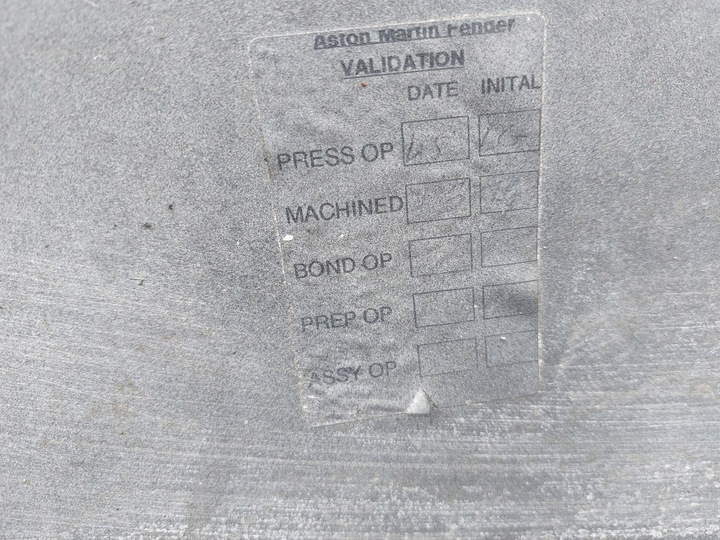 Aston Martin Fender
VALIDATION
DATE INITAL
PRESS OP
MACHINED
BOND OP
PREP OP
ASSY OP